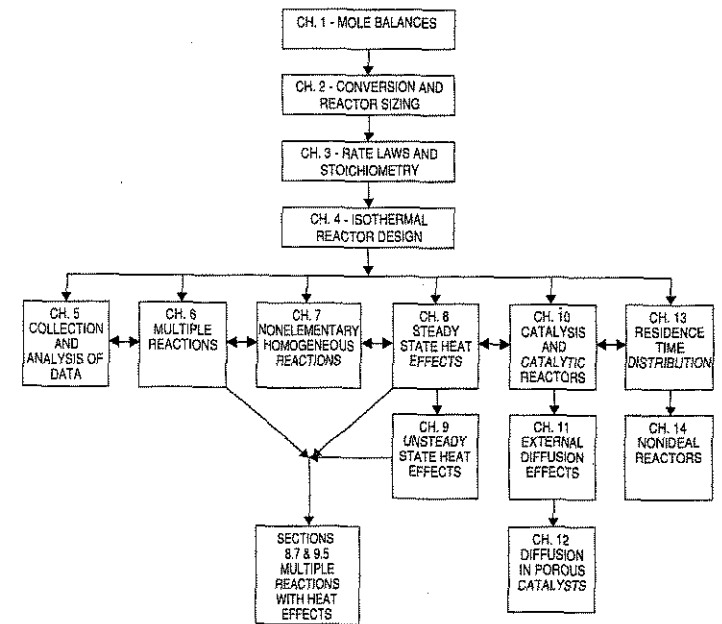 CH. 1 - MOLE BALANCES
CH. 2 - CONVERSION AND
REACTOR SIZING
CH. 3 - RATE LAWS AND
STOICHIOMETRY
CH. 4 - ISOTHERMAL
REACTOR DESIGN
CH. 5
COLLECTION
AND
ANALYSIS OF
DATA
CH. 6
MULTIPLE
REACTIONS
CH. 7
NONELEMENTARY
HOMOGENEOUS
REACTIONS
CH. 8
STEADY
STATE HEAT
EFFECTS
CH. 10
CATALYSIS
AND
CATALYTIC
REACTORS
CH. 13
RESIDENCE
TIME
DISTRIBUTION
CH. 9
UNSTEADY
STATE HEAT
EFFECTS
CH. 11
EXTERNAL
DIFFUSION
EFFECTS
CH. 14
NONIDEAL
REACTORS
SECTIONS
8.7 & 9.5
MULTIPLE
REACTIONS
WITH HEAT
EFFECTS
CH. 12
DIFFUSION
IN POROUS
CATALYSTS